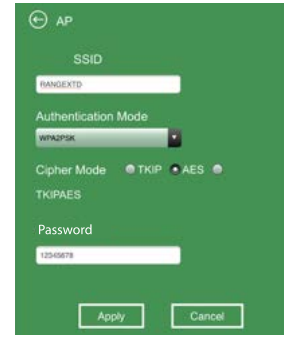 AP
SSID
RANGEXTD
Authentication Mode
WPA2PSK
Cipher Mode TKIP AES
TKIPAES
Password
12345678
Apply Cancel